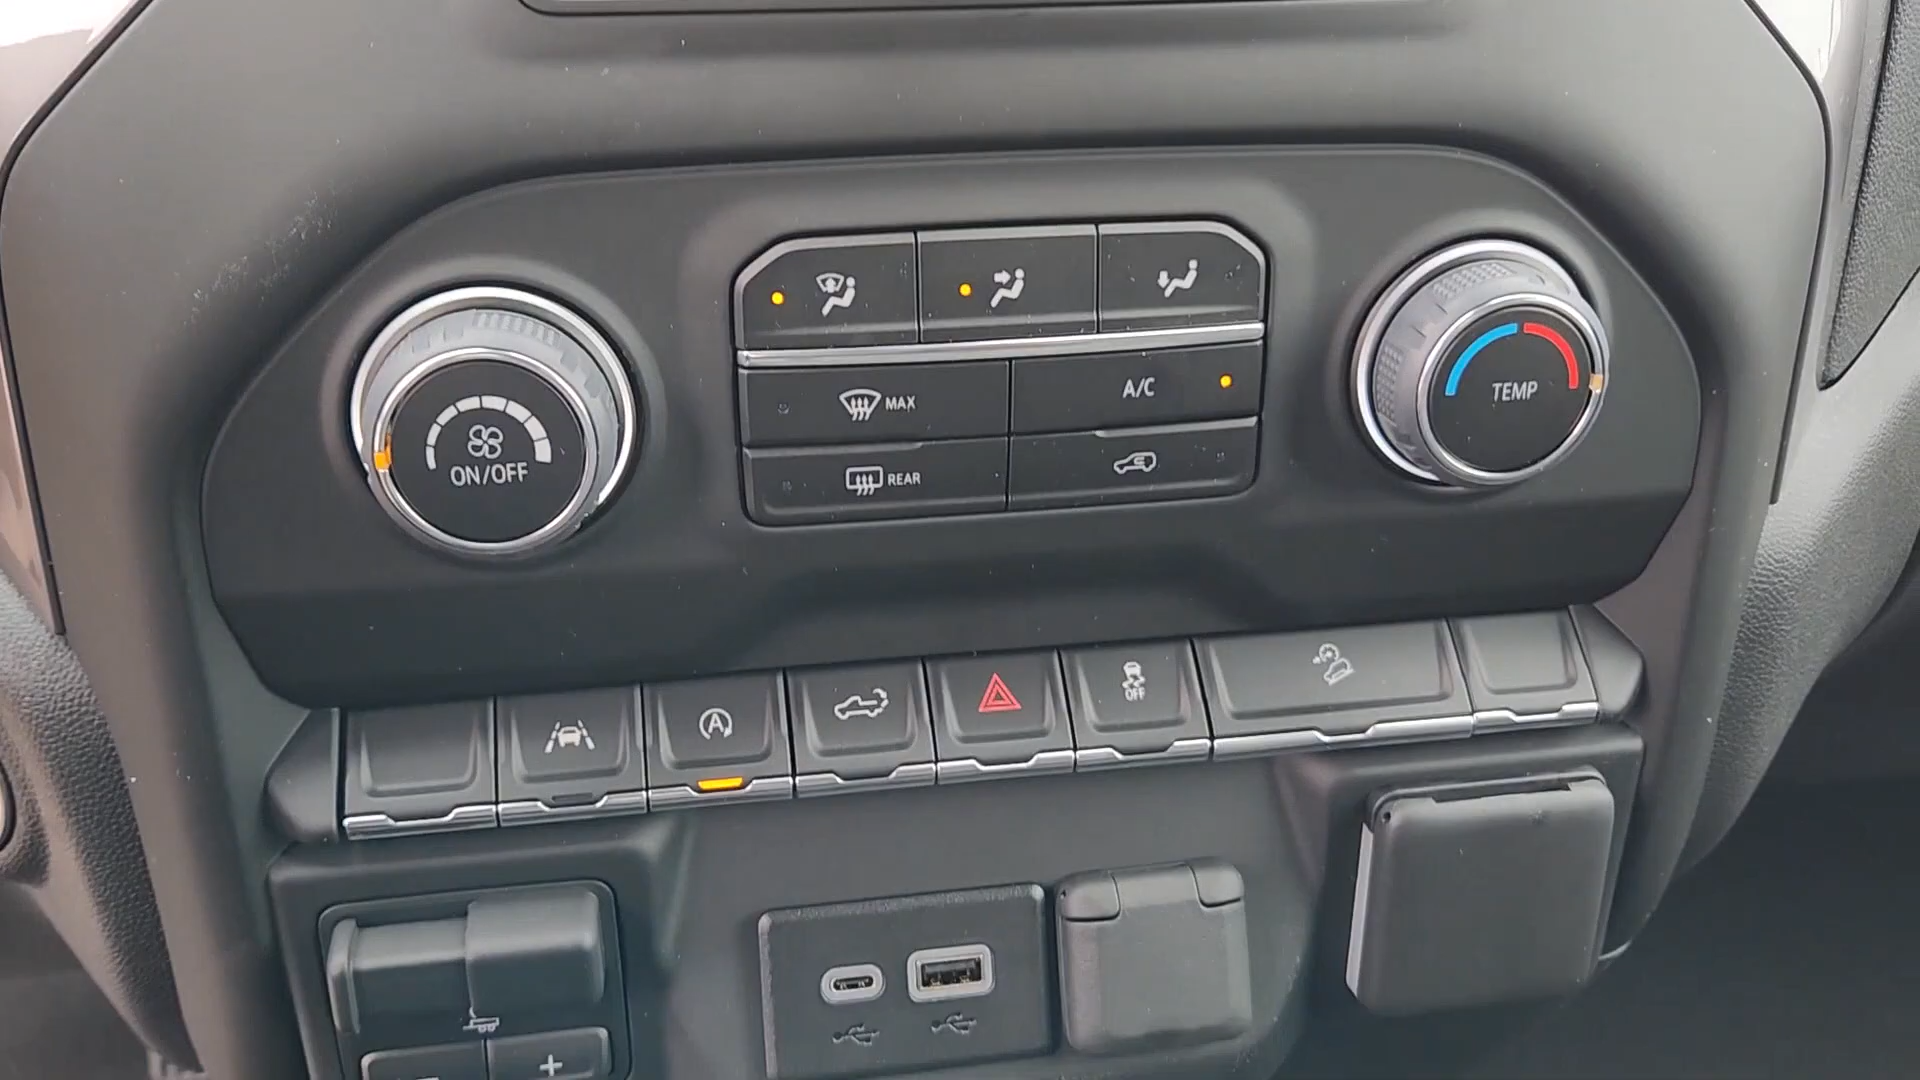 MAX
A/C
TEMP
ON/OFF
REAR
A
OFF
- +